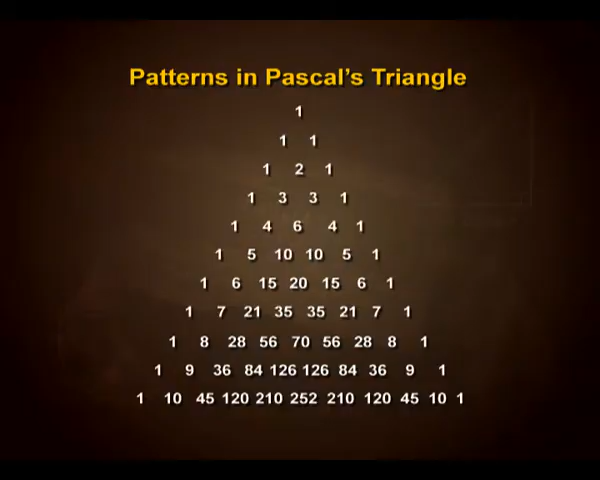 Patterns in Pascal's Triangle
1
1 1
1 2 1
1 3 3 1
1 4 6 4 1
1 5 10 10 5 1
1 6 15 20 15 6 1
1 7 21 35 35 21 7 1
1 8 28 56 70 56 28 8 1
1 9 36 84 126 126 84 36 9 1
1 10 45 120 210 252 210 120 45 10 1